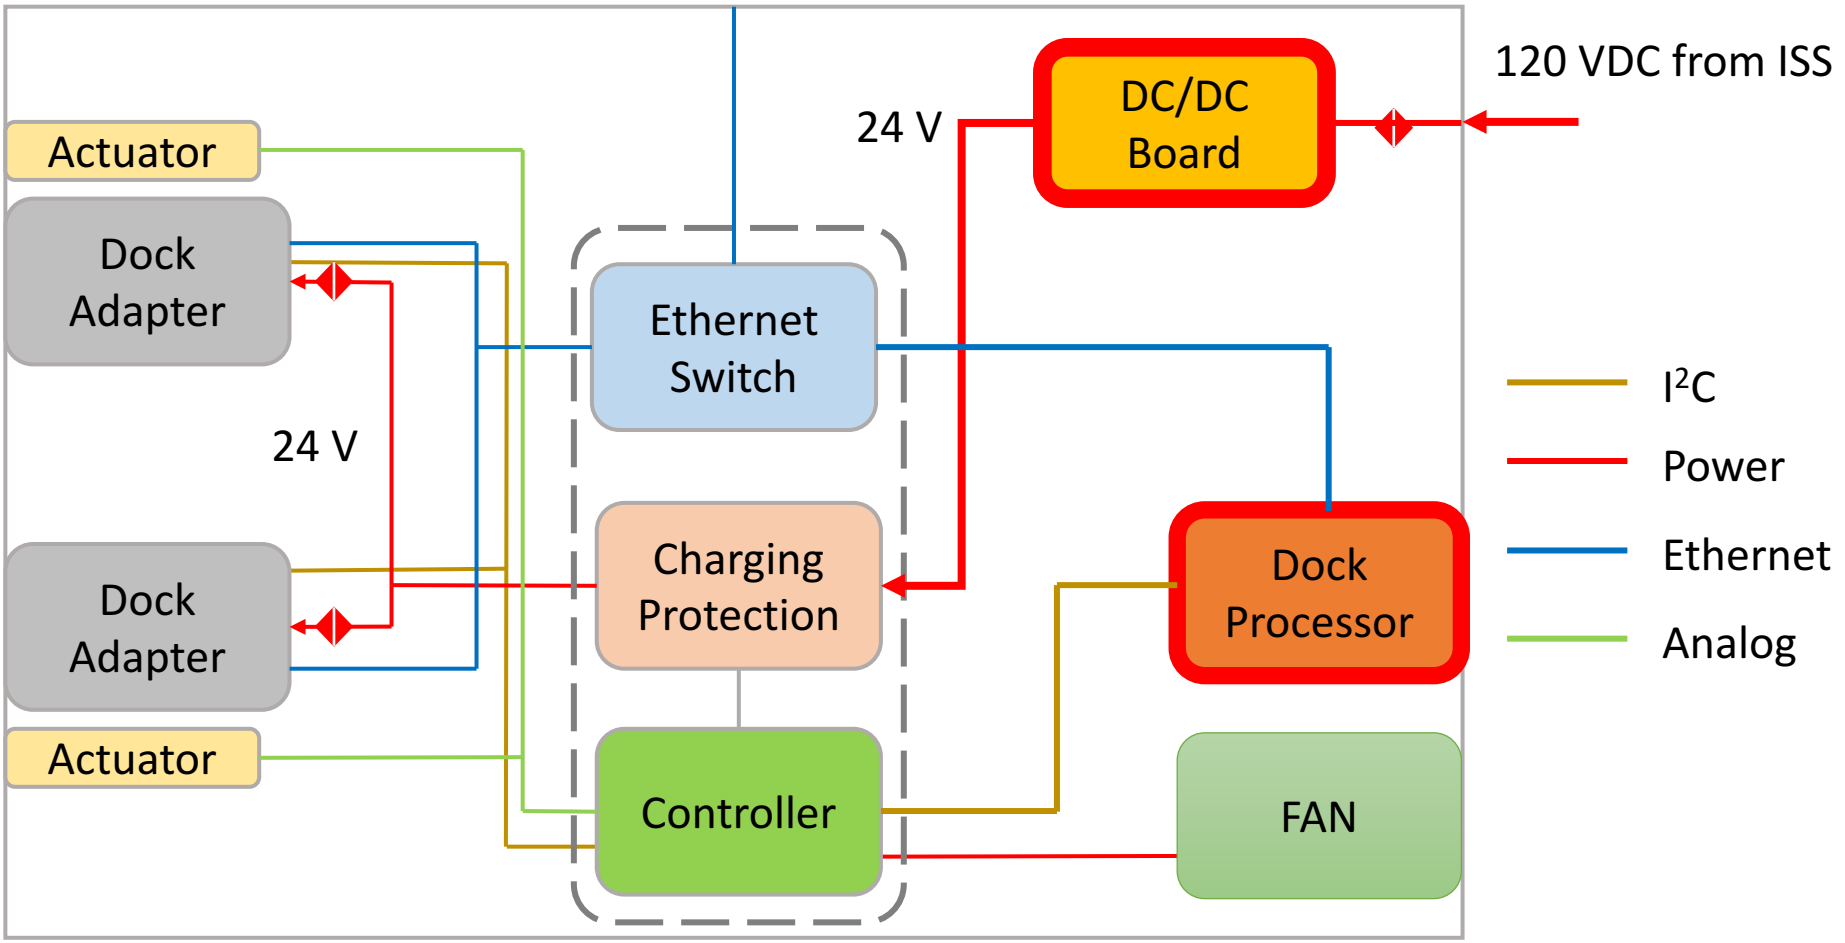 120 VDC from ISS
DC/DC
Board
24 V
Actuator
Dock
Adapter
Ethernet
Switch
I²C
24 V
Power
Charging
Protection
Dock
Processor
Ethernet
Dock
Adapter
Analog
Actuator
Controller
FAN